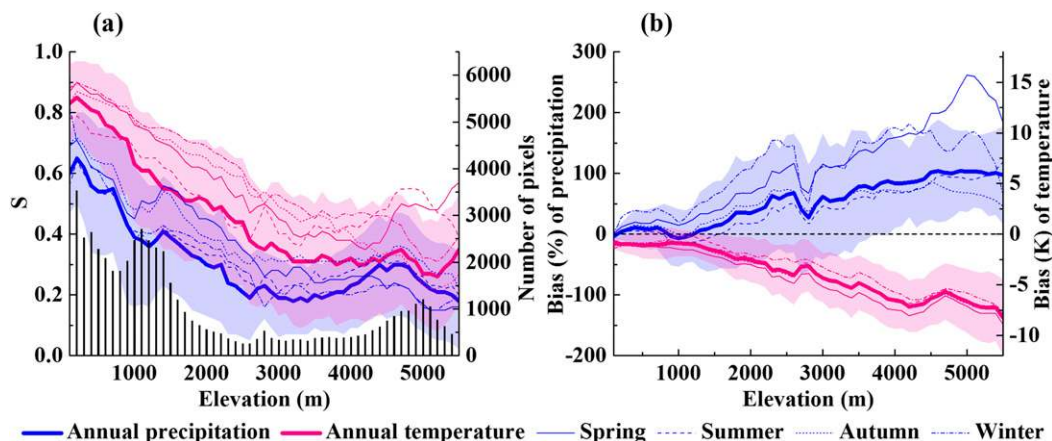 (a)
(b)
S
1.0
0.8
0.6
0.4
0.2
0.0
1000 2000 3000 4000 5000
Elevation (m)
6000
5000
4000
3000
2000
1000
0
Number of pixels
Bias (%) of precipitation
300
200
100
0
-100
-200
1000 2000 3000 4000 5000
Elevation (m)
15
10
5
0
-5
-10
Bias (K) of temperature
Annual precipitation Annual temperature Spring Summer Autumn Winter